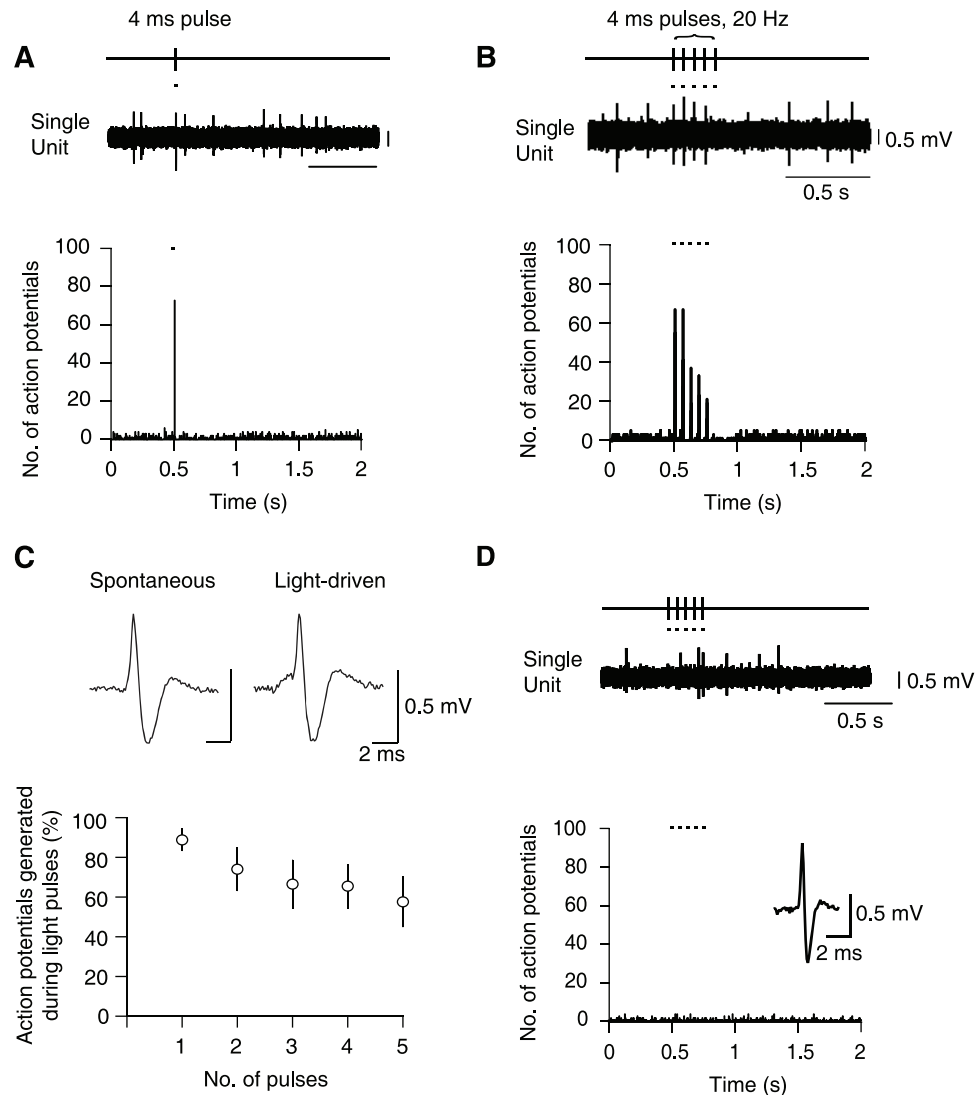 4 ms pulse
A
Single
Unit
100
80
60
40
20
0
No. of action potentials
0 0.5 1 1.5 2
Time (s)
4 ms pulses, 20 Hz
B
Single
Unit
0.5 mV
0.5 s
100
80
60
40
20
0
No. of action potentials
0 0.5 1 1.5 2
Time (s)
C
Spontaneous
Light-driven
0.5 mV
2 ms
100
80
60
40
20
0
Action potentials generated
during light pulses (%)
1 2 3 4 5
No. of pulses
D
Single
Unit
0.5 mV
0.5 s
100
80
60
40
20
0
No. of action potentials
0.5 mV
2 ms
0 0.5 1 1.5 2
Time (s)